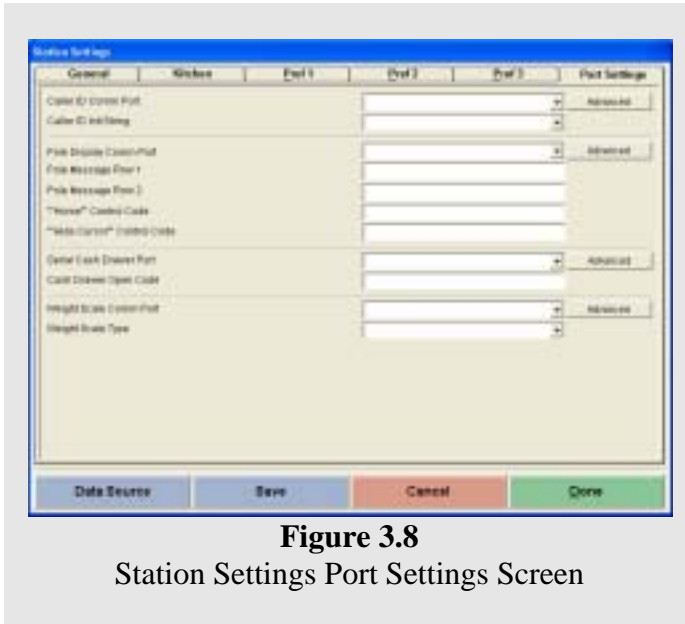 Station Settings
General Kitchen Pref 1 Pref 2 Pref 3 Port Settings
Caller ID Comm Port Advanced
Caller ID Init String
Pole Display Comm Port Advanced
Pole Message Row 1
Pole Message Row 2
"Home" Control Code
"Hide Cursor" Control Code
Serial Cash Drawer Port Advanced
Cash Drawer Open Code
Weight Scale Comm Port Advanced
Weight Scale Type
Data Source Save Cancel Done
Figure 3.8
Station Settings Port Settings Screen